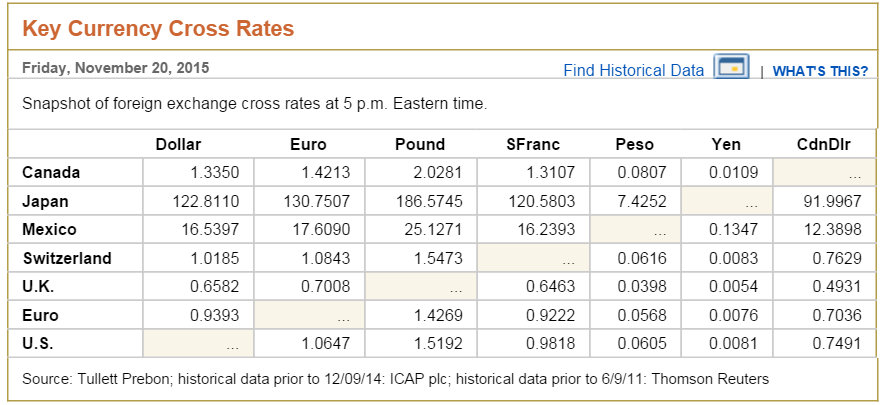 Key Currency Cross Rates
Friday, November 20, 2015 Find Historical Data | WHAT'S THIS?
Snapshot of foreign exchange cross rates at 5 p.m. Eastern time.
Dollar Euro Pound SFranc Peso Yen CdnDlr
Canada 1.3350 1.4213 2.0281 1.3107 0.0807 0.0109 ...
Japan 122.8110 130.7507 186.5745 120.5803 7.4252 ... 91.9967
Mexico 16.5397 17.6090 25.1271 16.2393 ... 0.1347 12.3898
Switzerland 1.0185 1.0843 1.5473 ... 0.0616 0.0083 0.7629
U.K. 0.6582 0.7008 ... 0.6463 0.0398 0.0054 0.4931
Euro 0.9393 ... 1.4269 0.9222 0.0568 0.0076 0.7036
U.S. ... 1.0647 1.5192 0.9818 0.0605 0.0081 0.7491
Source: Tullett Prebon; historical data prior to 12/09/14: ICAP plc; historical data prior to 6/9/11: Thomson Reuters